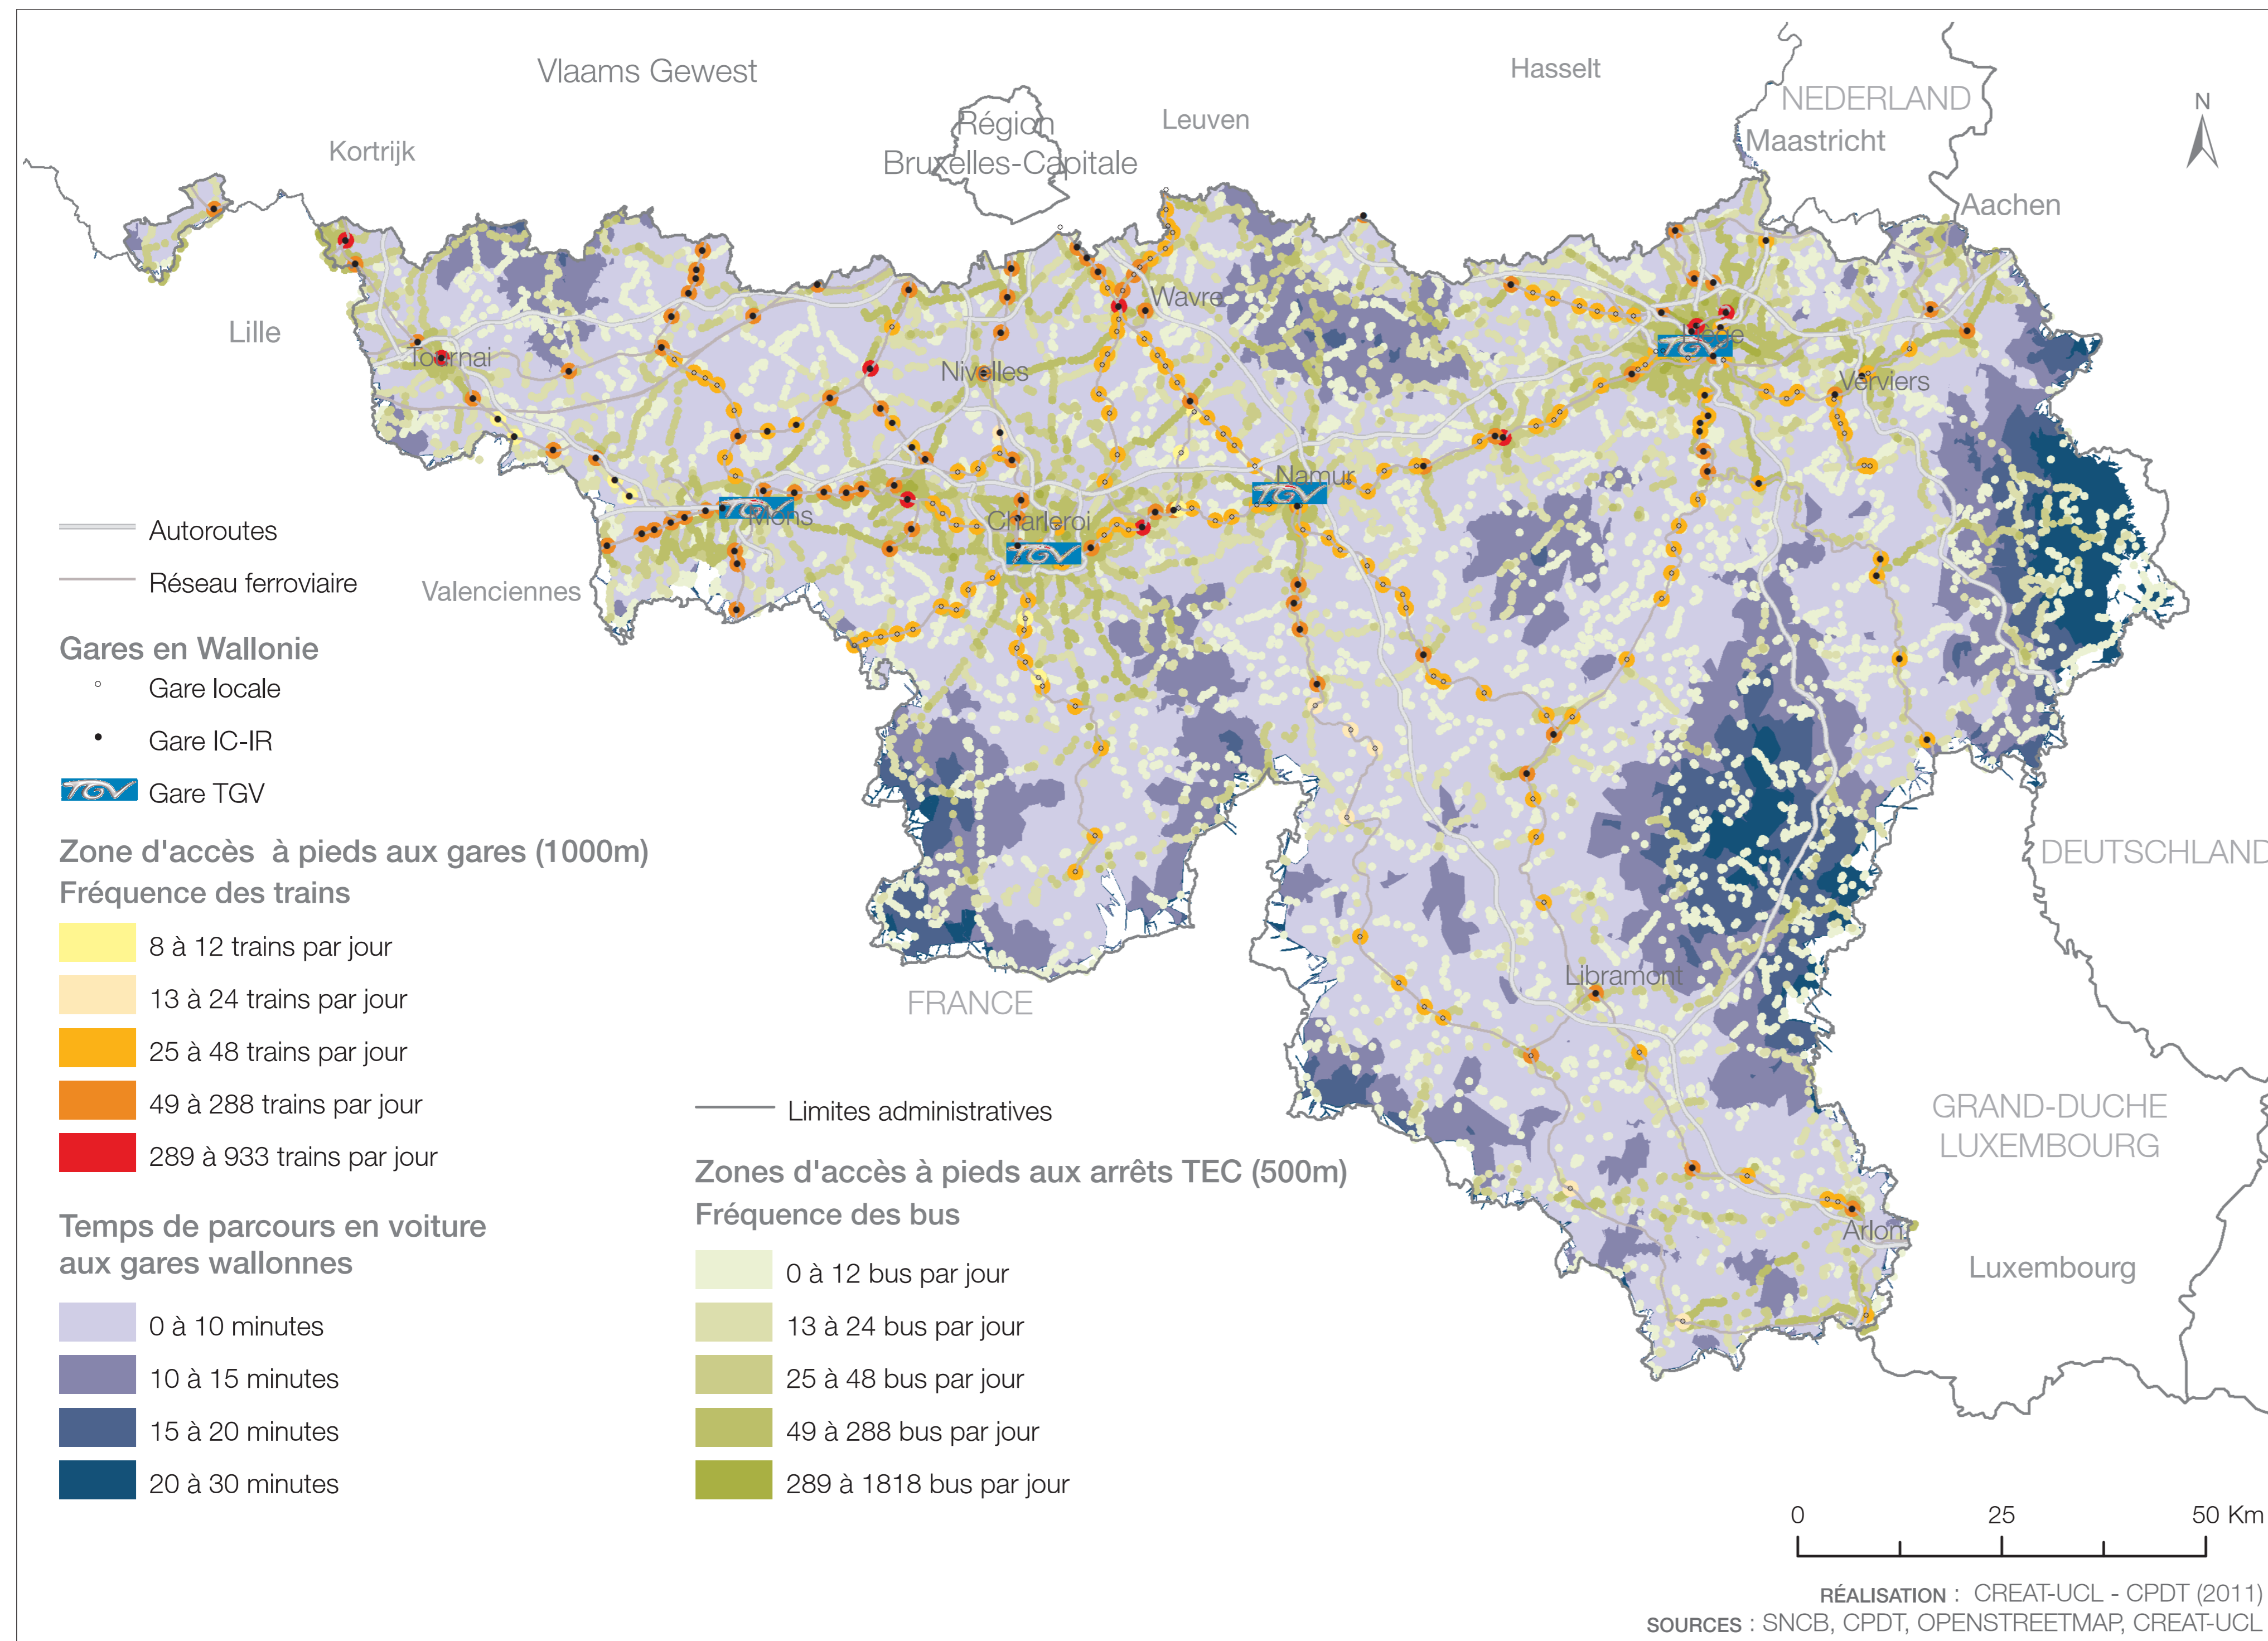 Vlaams Gewest
Hasselt
NEDERLAND
Maastricht
N
Kortrijk
Région
Bruxelles-Capitale
Leuven
Aachen
Lille
Wavre
Liège
TGV
Tournai
Nivelles
Verviers
Namur
TGV
TGV
Mons
Charleroi
TGV
Valenciennes
DEUTSCHLAND
FRANCE
Libramont
GRAND-DUCHE
LUXEMBOURG
Arlon
Luxembourg
Autoroutes
Réseau ferroviaire
Gares en Wallonie
Gare locale
Gare IC-IR
TGV Gare TGV
Zone d'accès à pieds aux gares (1000m)
Fréquence des trains
8 à 12 trains par jour
13 à 24 trains par jour
25 à 48 trains par jour
49 à 288 trains par jour
289 à 933 trains par jour
Temps de parcours en voiture
aux gares wallonnes
0 à 10 minutes
10 à 15 minutes
15 à 20 minutes
20 à 30 minutes
Limites administratives
Zones d'accès à pieds aux arrêts TEC (500m)
Fréquence des bus
0 à 12 bus par jour
13 à 24 bus par jour
25 à 48 bus par jour
49 à 288 bus par jour
289 à 1818 bus par jour
0 25 50 Km
RÉALISATION : CREAT-UCL - CPDT (2011)
SOURCES : SNCB, CPDT, OPENSTREETMAP, CREAT-UCL